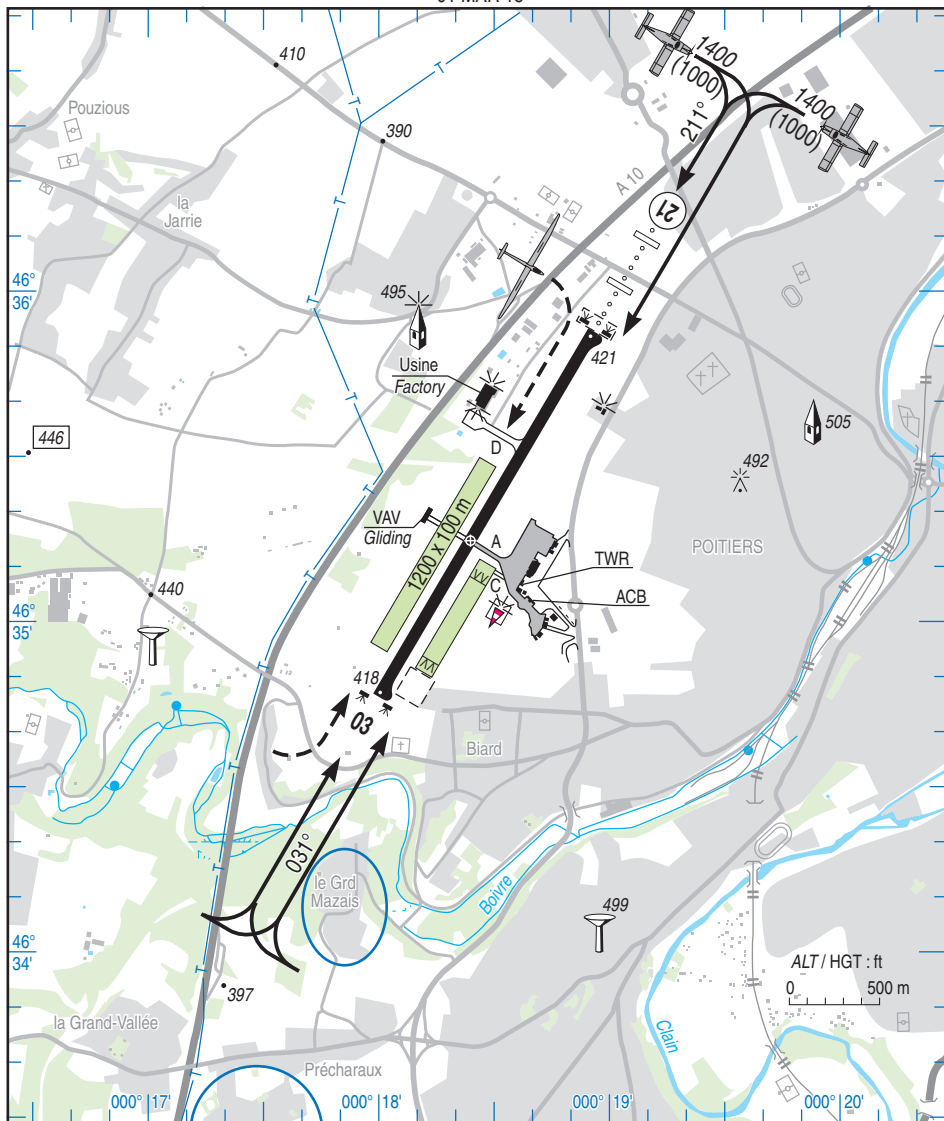 410
1400
(1000)
1400
(1000)
211°
Pouzious
390
A 10
la
Jarrie
21
46°
36'
495
421
Usine
Factory
505
446
D
492
VAV
Gliding
1200 x 100 m
A
POITIERS
TWR
C
ACB
440
46°
35'
418
03
Biard
031°
le Grd
Mazais
Boivre
499
46°
34'
ALT / HGT : ft
0 500 m
397
la Grand-Vallée
Clain
Précharaux
000° 17'
000° 18'
000° 19'
000° 20'